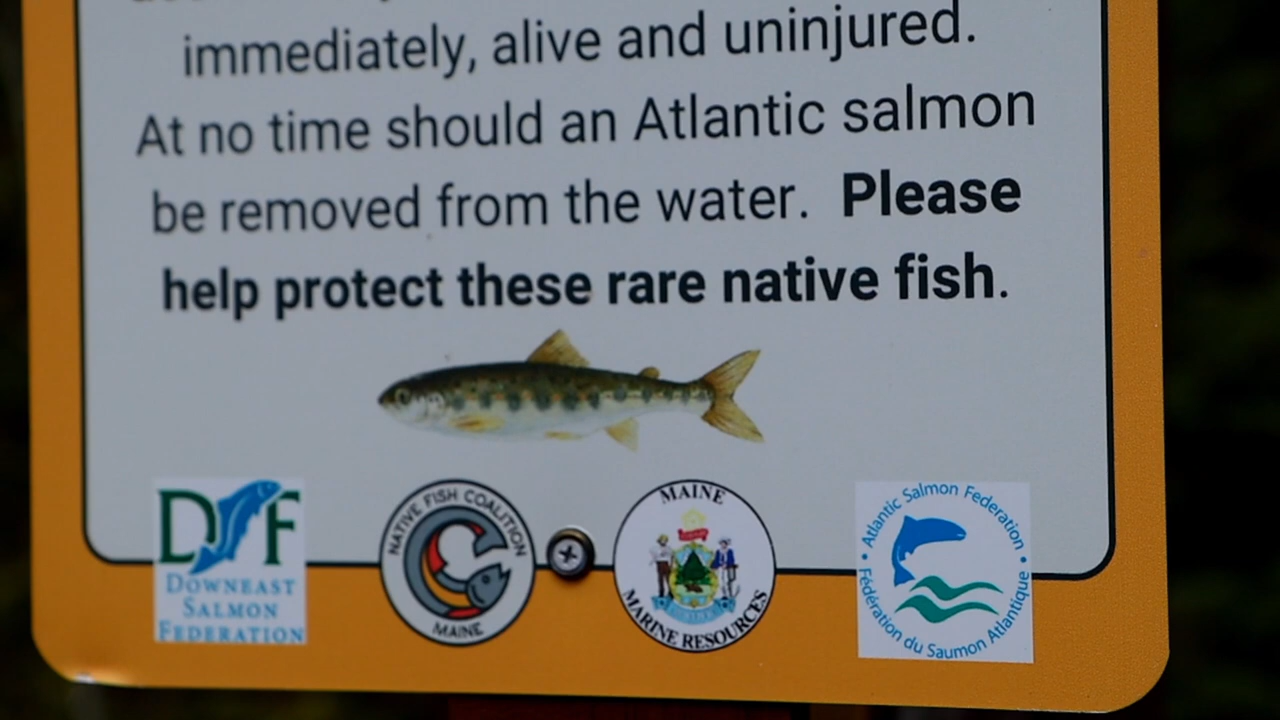 immediately, alive and uninjured.
At no time should an Atlantic salmon
be removed from the water. Please
help protect these rare native fish.
DSF
DOWNEAST
SALMON
FEDERATION
NATIVE FISH COALITION
MAINE
MAINE
MARINE RESOURCES
Atlantic Salmon Federation
Fédération du Saumon Atlantique